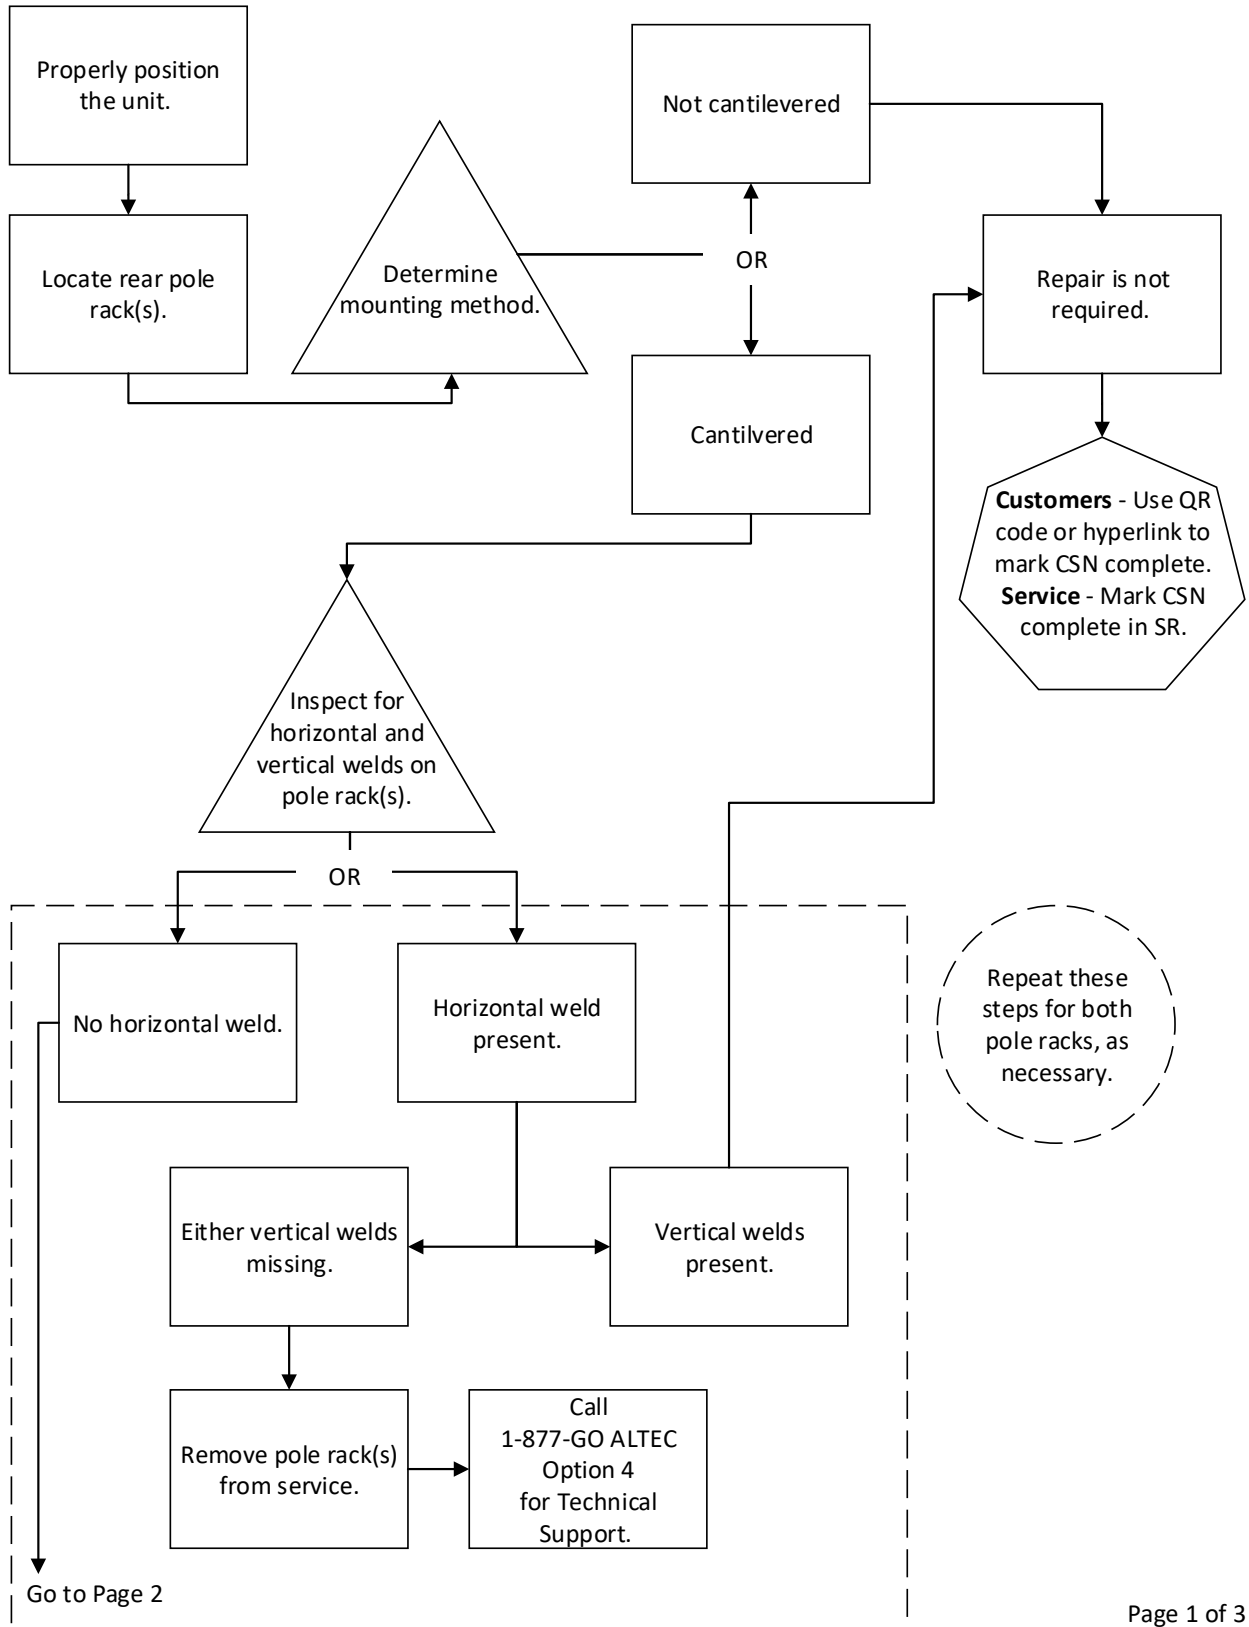 Properly position
the unit.
Not cantilevered
Locate rear pole
rack(s).
Determine
mounting method.
OR
Repair is not
required.
Cantilvered
Customers - Use QR
code or hyperlink to
mark CSN complete.
Service - Mark CSN
complete in SR.
Inspect for
horizontal and
vertical welds on
pole rack(s).
OR
No horizontal weld.
Horizontal weld
present.
Repeat these
steps for both
pole racks, as
necessary.
Either vertical welds
missing.
Vertical welds
present.
Remove pole rack(s)
from service.
Call
1-877-GO ALTEC
Option 4
for Technical
Support.
Go to Page 2
Page 1 of 3